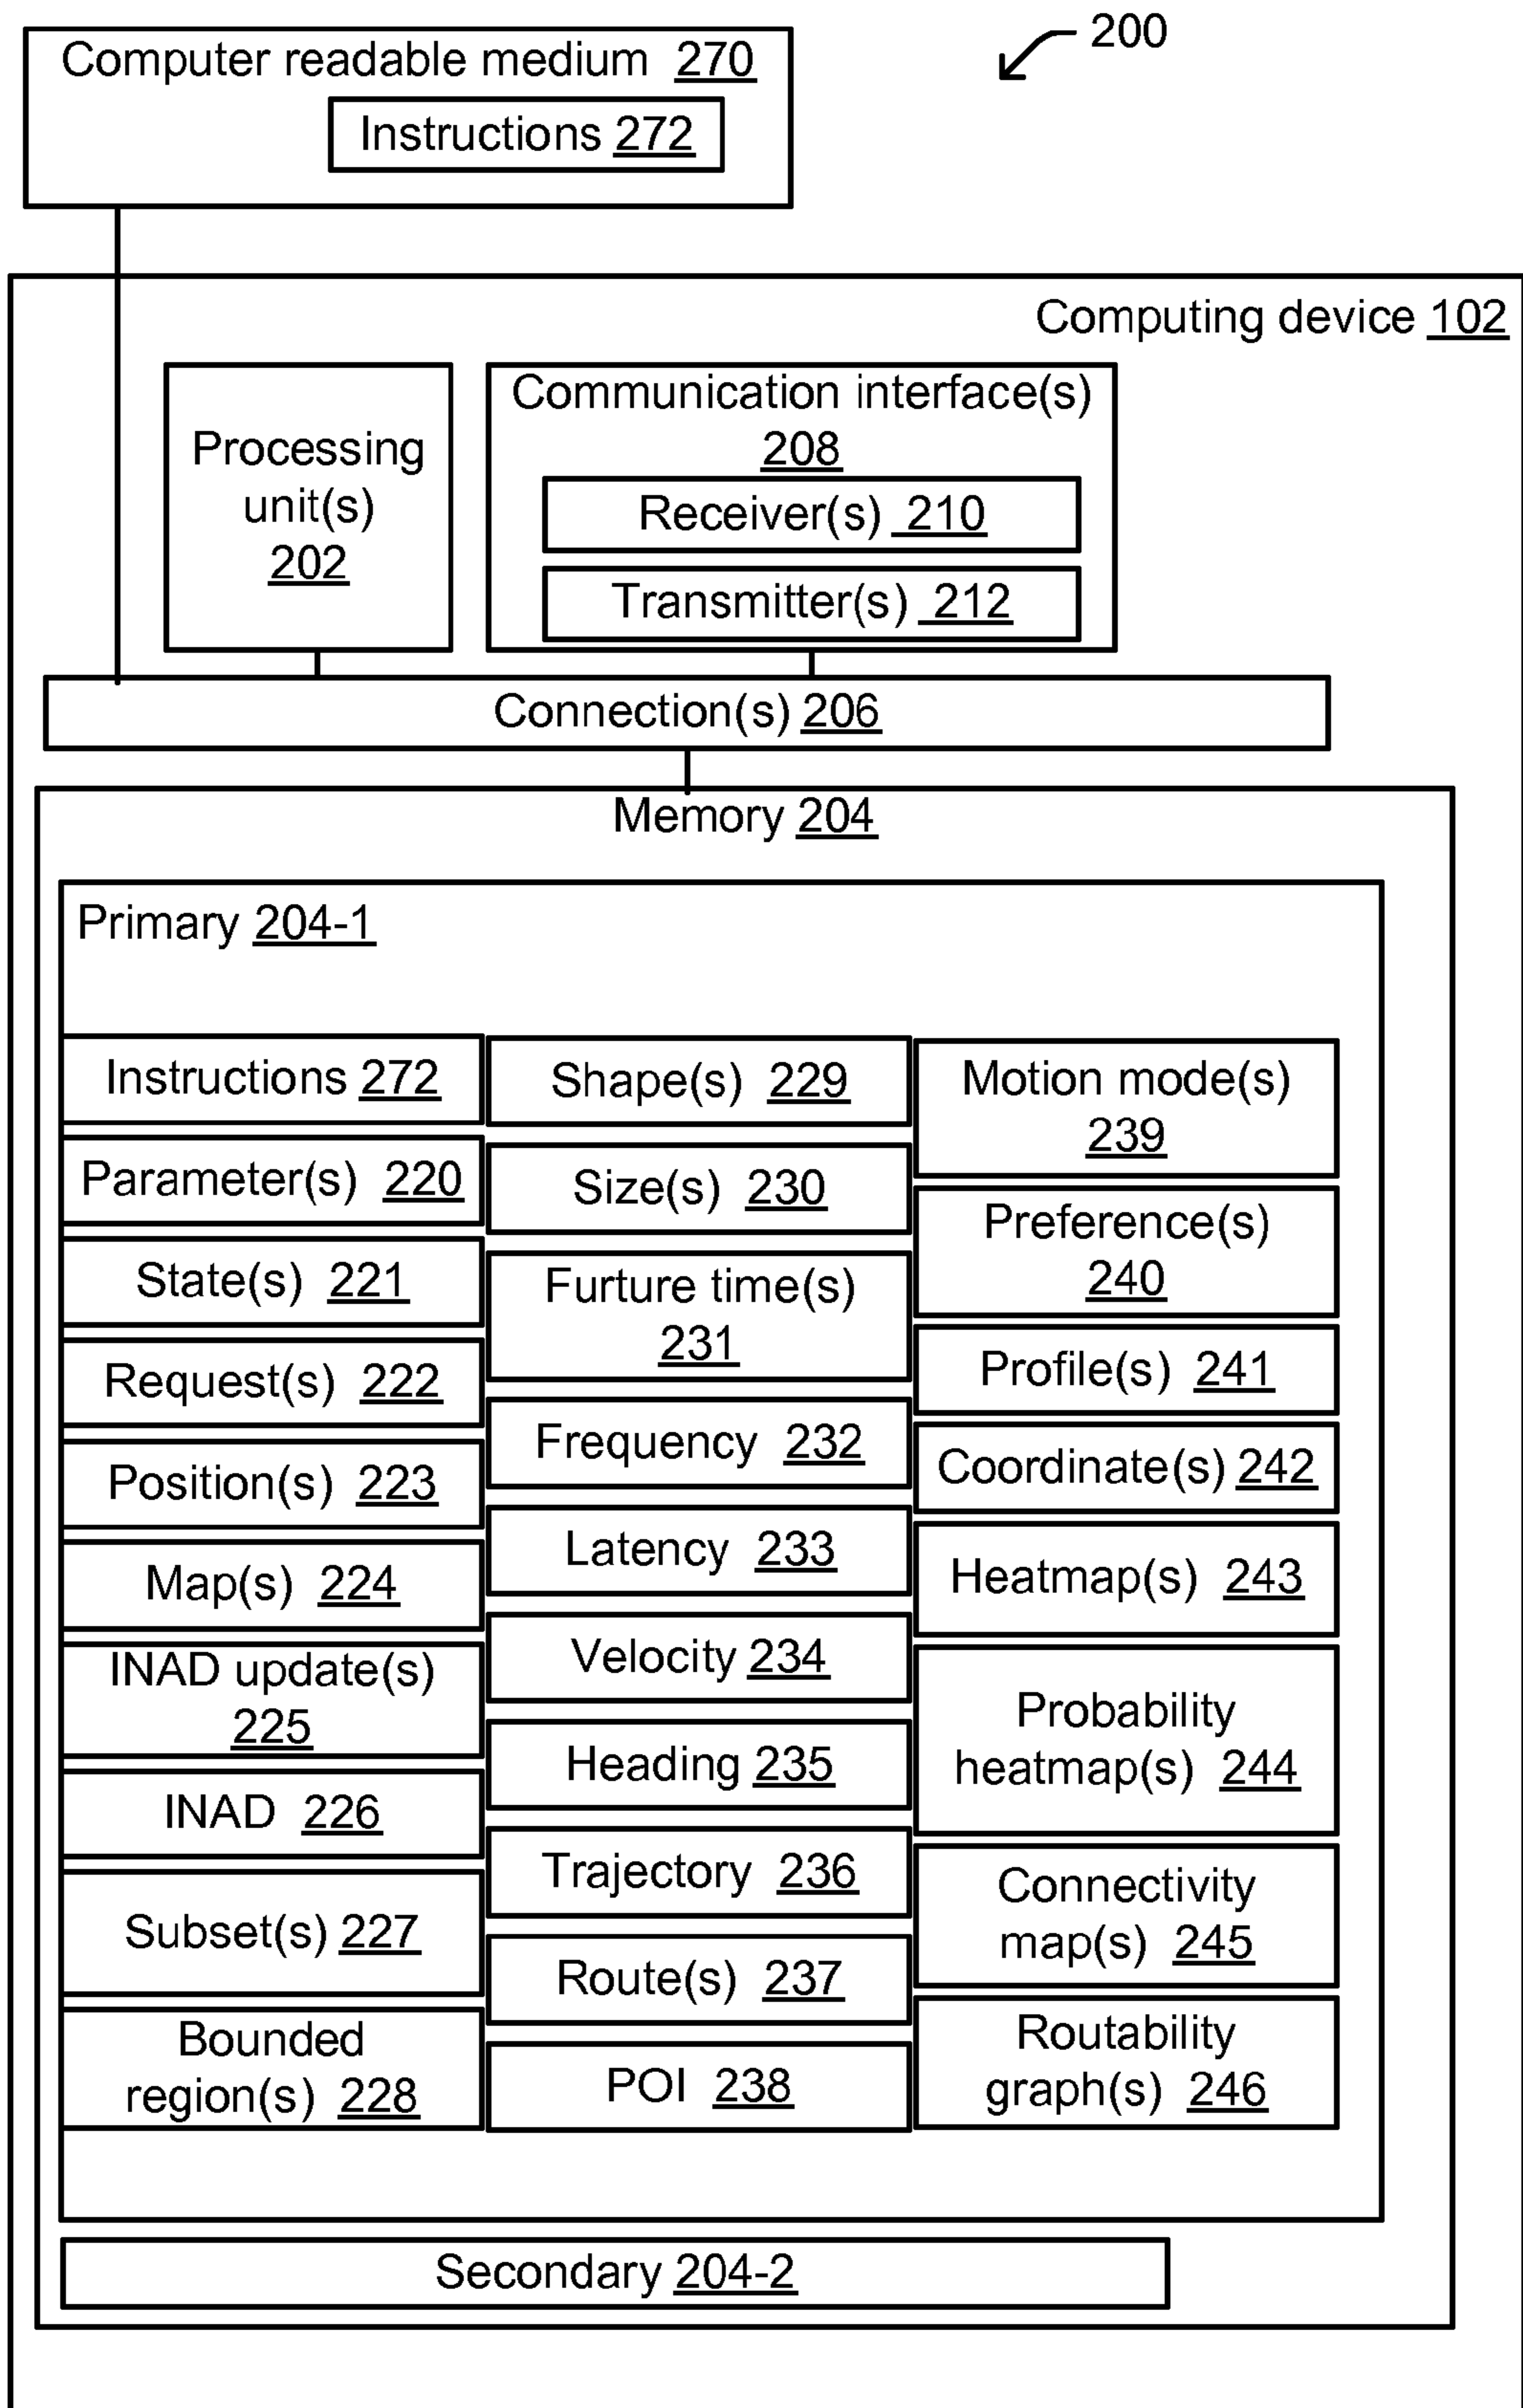 200
Computer readable medium 270
Instructions 272
Computing device 102
Processing
unit(s)
202
Communication interface(s)
208
Receiver(s) 210
Transmitter(s) 212
Connection(s) 206
Memory 204
Primary 204-1
Instructions 272
Parameter(s) 220
State(s) 221
Request(s) 222
Position(s) 223
Map(s) 224
INAD update(s)
225
INAD 226
Subset(s) 227
Bounded
region(s) 228
Shape(s) 229
Size(s) 230
Furture time(s)
231
Frequency 232
Latency 233
Velocity 234
Heading 235
Trajectory 236
Route(s) 237
POI 238
Motion mode(s)
239
Preference(s)
240
Profile(s) 241
Coordinate(s) 242
Heatmap(s) 243
Probability
heatmap(s) 244
Connectivity
map(s) 245
Routability
graph(s) 246
Secondary 204-2